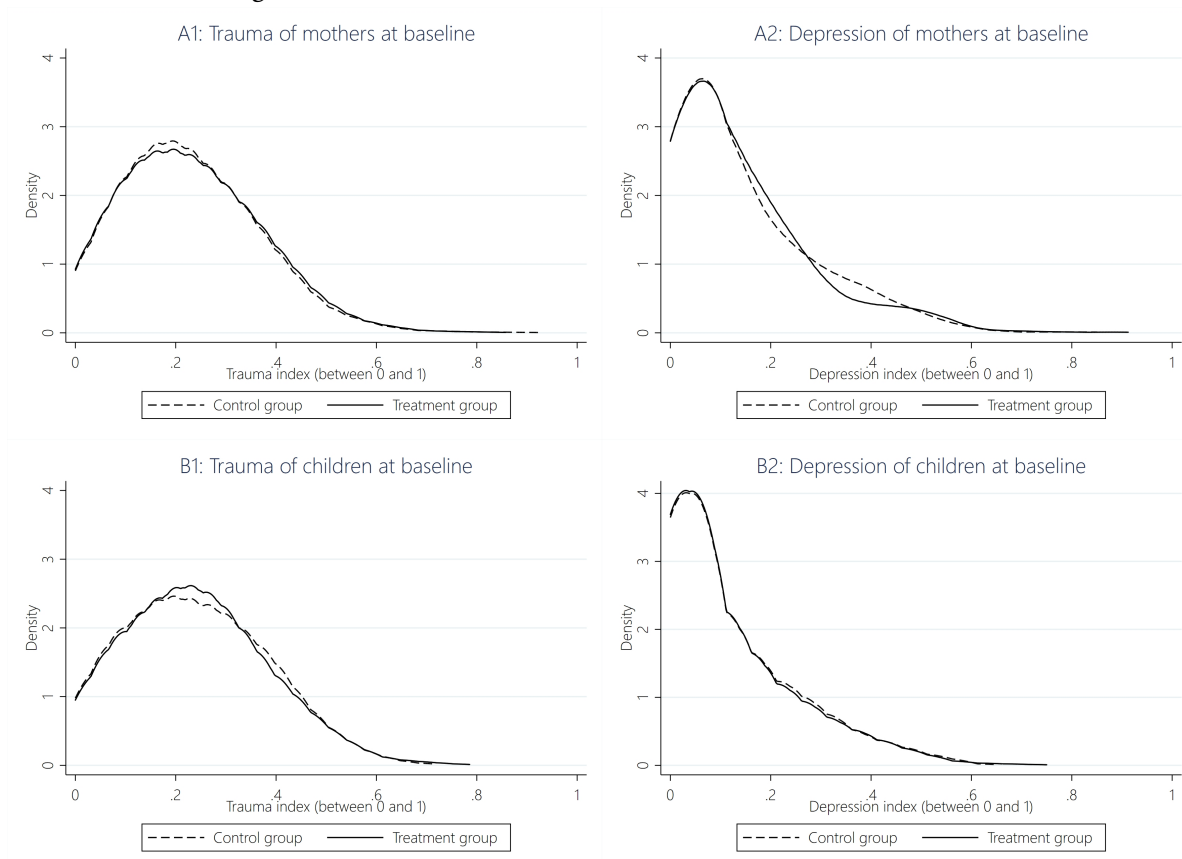 A1: Trauma of mothers at baseline
4
3
2
1
0
Density
0 .2 .4 .6 .8 1
Trauma index (between 0 and 1)
Control group Treatment group
A2: Depression of mothers at baseline
4
3
2
1
0
Density
0 .2 .4 .6 .8 1
Depression index (between 0 and 1)
Control group Treatment group
B1: Trauma of children at baseline
4
3
2
1
0
Density
0 .2 .4 .6 .8 1
Trauma index (between 0 and 1)
Control group Treatment group
B2: Depression of children at baseline
4
3
2
1
0
Density
0 .2 .4 .6 .8 1
Depression index (between 0 and 1)
Control group Treatment group